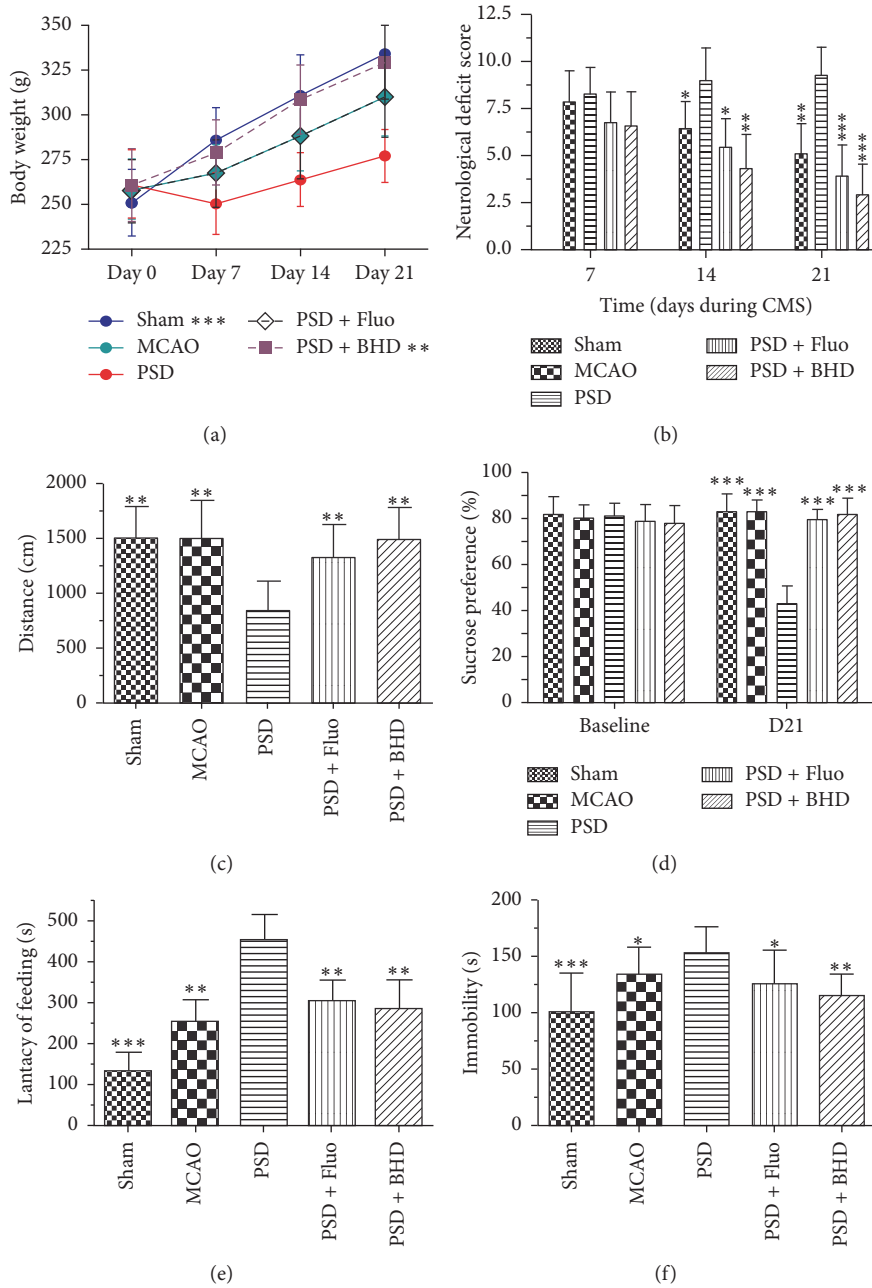 350
325
300
275
250
225
Body weight (g)
Day 0 Day 7 Day 14 Day 21
Sham ***
MCAO
PSD
PSD + Fluo
PSD + BHD **
(a)
12.5
10.0
7.5
5.0
2.5
0.0
Neurological deficit score
* * **
** *** ***
7 14 21
Time (days during CMS)
Sham
MCAO
PSD
PSD + Fluo
PSD + BHD
(b)
2000
1500
1000
500
0
Distance (cm)
** ** ** **
Sham
MCAO
PSD
PSD + Fluo
PSD + BHD
(c)
100
80
60
40
20
0
Sucrose preference (%)
*** *** *** ***
Baseline D21
Sham
MCAO
PSD
PSD + Fluo
PSD + BHD
(d)
500
400
300
200
100
0
Lantacy of feeding (s)
*** ** ** **
Sham
MCAO
PSD
PSD + Fluo
PSD + BHD
(e)
200
150
100
50
0
Immobility (s)
*** * * **
Sham
MCAO
PSD
PSD + Fluo
PSD + BHD
(f)